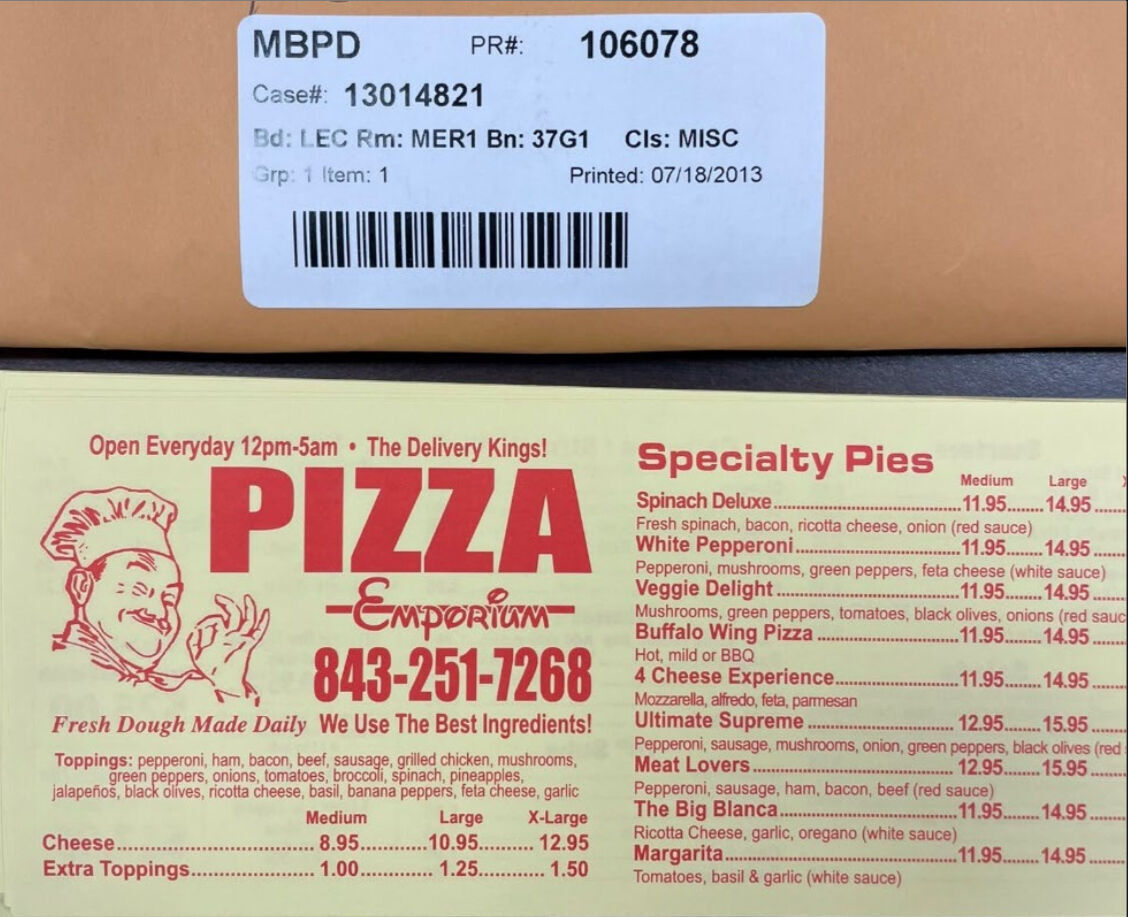 MBPD PR#: 106078
Case#: 13014821
Bd: LEC Rm: MER1 Bn: 37G1 Cls: MISC
Grp: 1 Item: 1 Printed: 07/18/2013
Open Everyday 12pm-5am • The Delivery Kings!
PIZZA
Emporium
843-251-7268
Fresh Dough Made Daily We Use The Best Ingredients!
Toppings: pepperoni, ham, bacon, beef, sausage, grilled chicken, mushrooms,
green peppers, onions, tomatoes, broccoli, spinach, pineapples,
jalapeños, black olives, ricotta cheese, basil, banana peppers, feta cheese, garlic
Medium Large X-Large
Cheese........ 8.95........10.95........ 12.95
Extra Toppings........ 1.00........ 1.25........ 1.50
Specialty Pies
Medium Large X
Spinach Deluxe........11.95........14.95........
Fresh spinach, bacon, ricotta cheese, onion (red sauce)
White Pepperoni........11.95........14.95........
Pepperoni, mushrooms, green peppers, feta cheese (white sauce)
Veggie Delight........11.95........14.95........
Mushrooms, green peppers, tomatoes, black olives, onions (red sauc
Buffalo Wing Pizza........11.95........14.95........
Hot, mild or BBQ
4 Cheese Experience........11.95........14.95........
Mozzarella, alfredo, feta, parmesan
Ultimate Supreme........12.95........15.95........
Pepperoni, sausage, mushrooms, onion, green peppers, black olives (red
Meat Lovers........12.95........15.95........
Pepperoni, sausage, ham, bacon, beef (red sauce)
The Big Blanca........11.95........14.95........
Ricotta Cheese, garlic, oregano (white sauce)
Margarita........11.95........14.95........
Tomatoes, basil & garlic (white sauce)